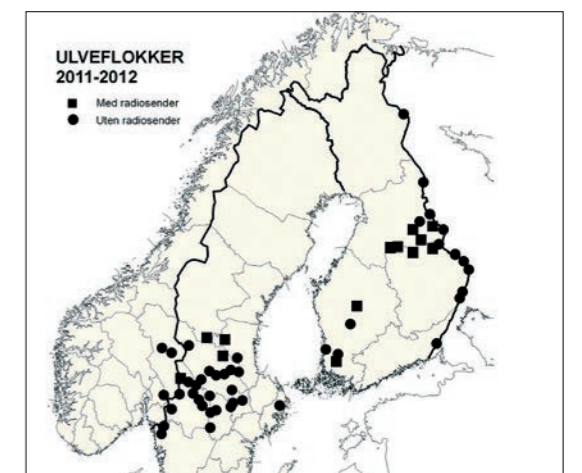 ULVEFLOKKER
2011-2012
Med radiosender
Uten radiosender